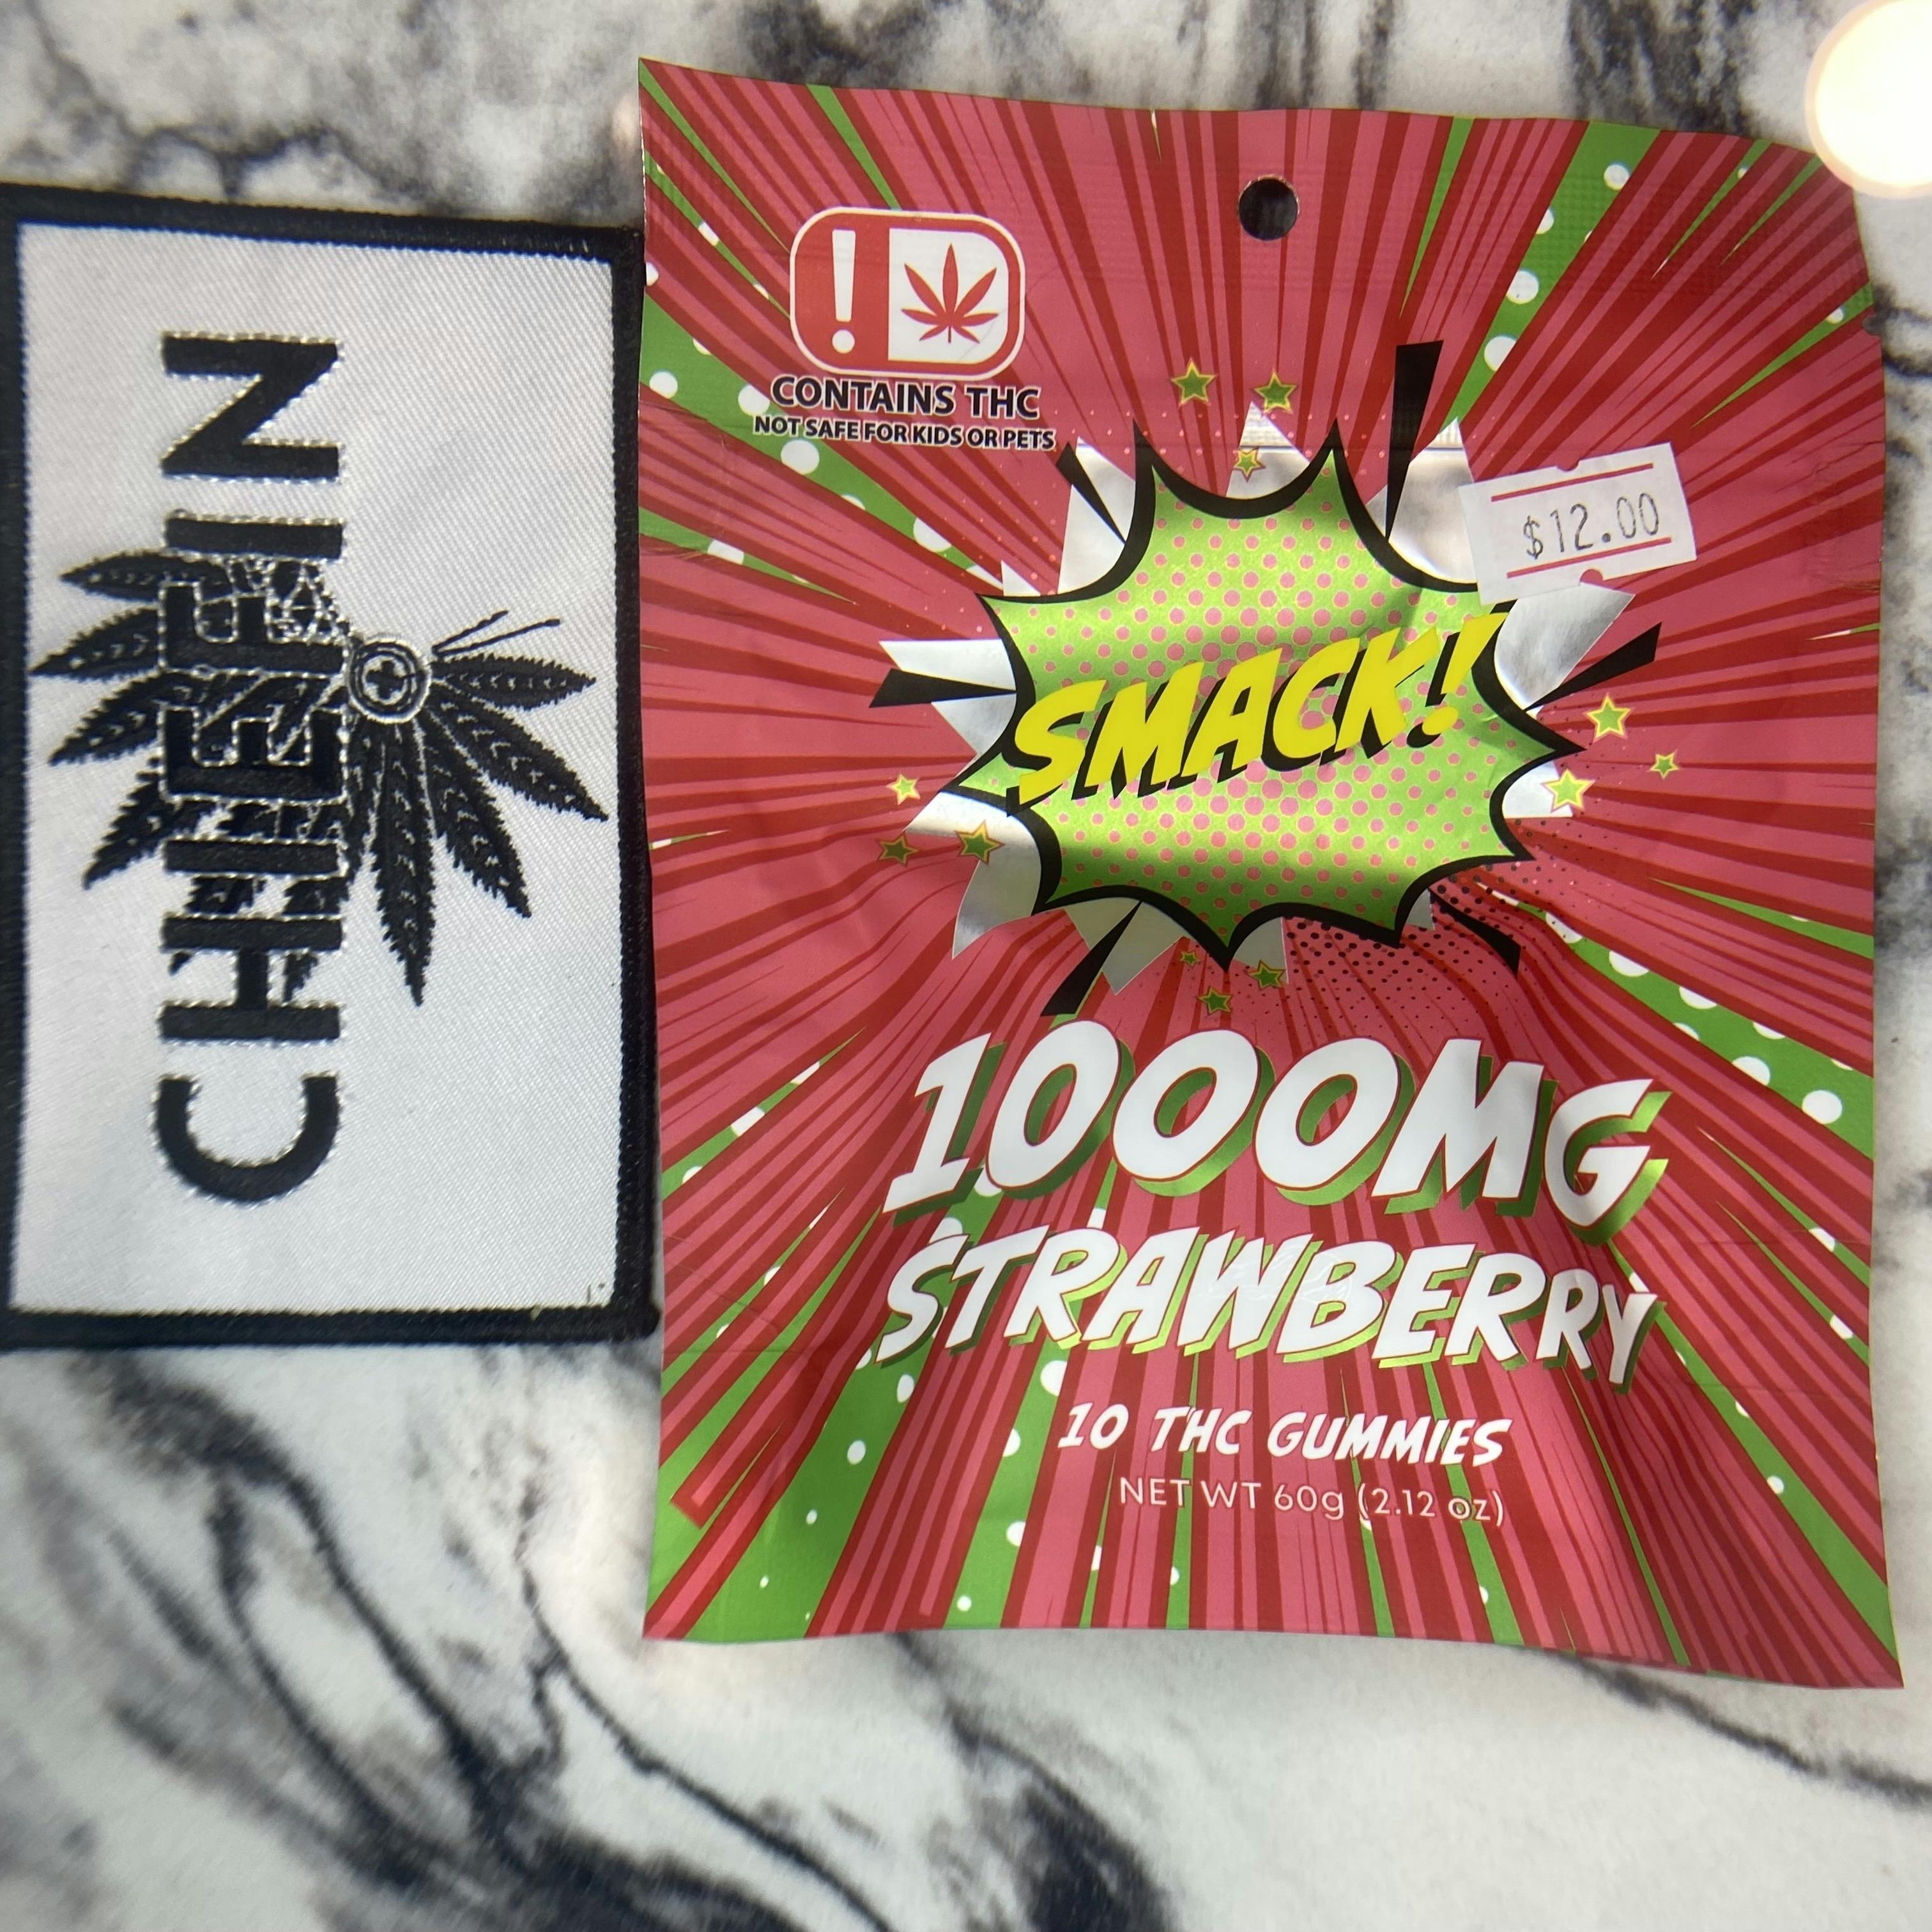 CHIEFIN
CONTAINS THC
NOT SAFE FOR KIDS OR PETS
$12.00
SMACK!
1000MG
STRAWBERRY
10 THC GUMMIES
NET WT 60g (2.12 oz)